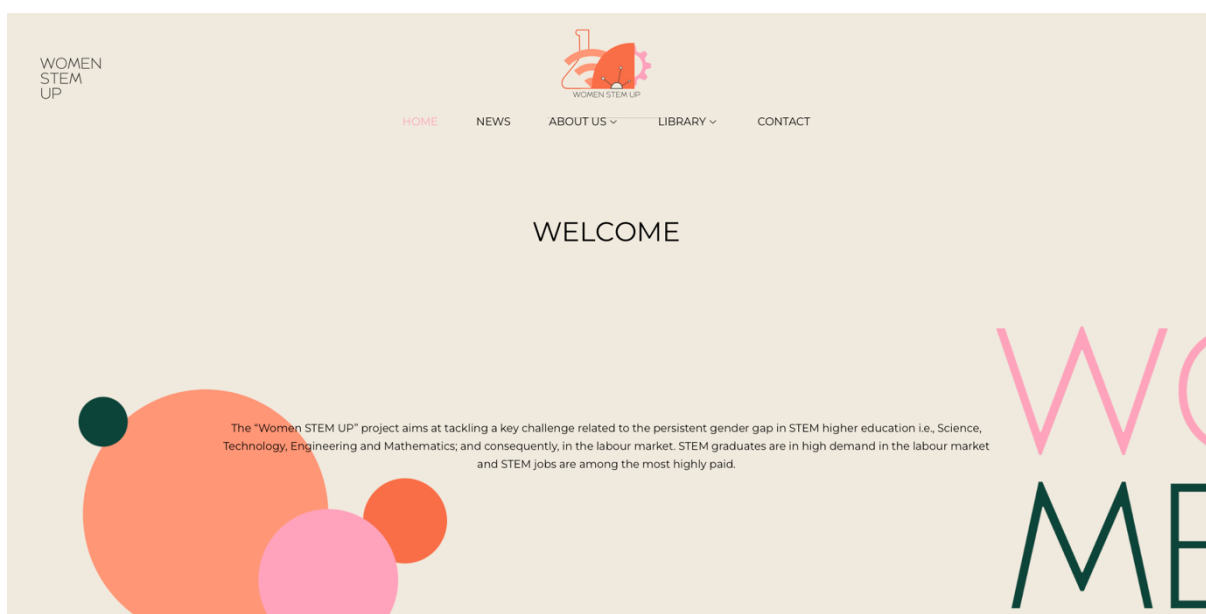 WOMEN
STEM
UP
WOMEN STEM UP
HOME NEWS ABOUT US LIBRARY CONTACT
WELCOME
The “Women STEM UP” project aims at tackling a key challenge related to the persistent gender gap in STEM higher education i.e., Science,
Technology, Engineering and Mathematics; and consequently, in the labour market. STEM graduates are in high demand in the labour market
and STEM jobs are among the most highly paid.
WO
ME